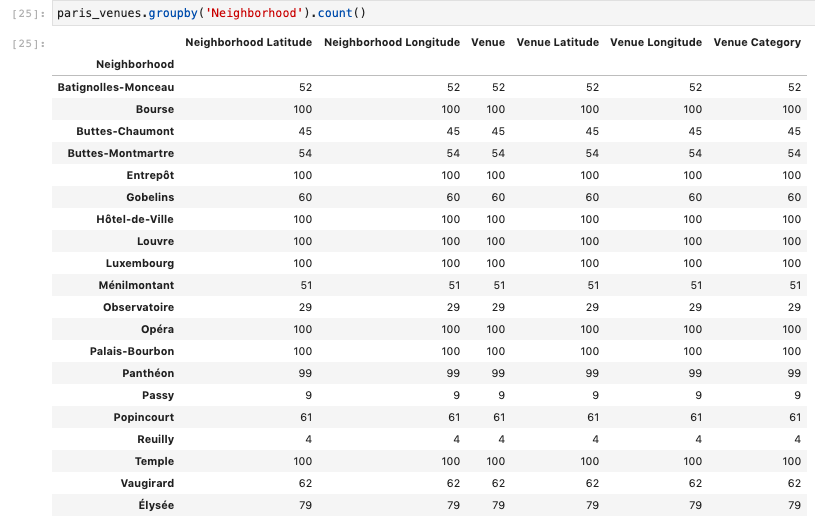 [25]: paris_venues.groupby('Neighborhood').count()
[25]: Neighborhood Latitude Neighborhood Longitude Venue Venue Latitude Venue Longitude Venue Category
Neighborhood
Batignolles-Monceau 52 52 52 52 52 52
Bourse 100 100 100 100 100 100
Buttes-Chaumont 45 45 45 45 45 45
Buttes-Montmartre 54 54 54 54 54 54
Entrepôt 100 100 100 100 100 100
Gobelins 60 60 60 60 60 60
Hôtel-de-Ville 100 100 100 100 100 100
Louvre 100 100 100 100 100 100
Luxembourg 100 100 100 100 100 100
Ménilmontant 51 51 51 51 51 51
Observatoire 29 29 29 29 29 29
Opéra 100 100 100 100 100 100
Palais-Bourbon 100 100 100 100 100 100
Panthéon 99 99 99 99 99 99
Passy 9 9 9 9 9 9
Popincourt 61 61 61 61 61 61
Reuilly 4 4 4 4 4 4
Temple 100 100 100 100 100 100
Vaugirard 62 62 62 62 62 62
Élysée 79 79 79 79 79 79